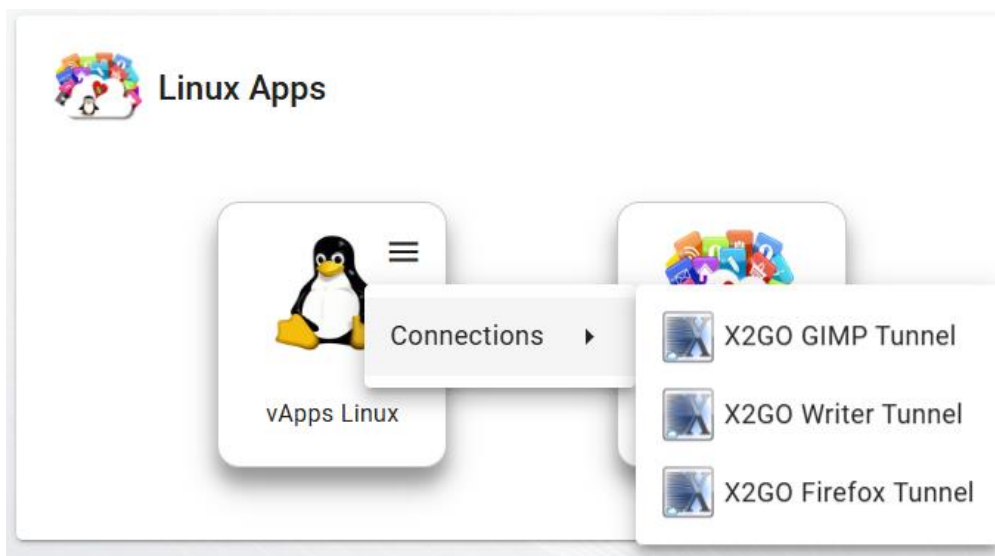 Linux Apps
vApps Linux
Connections
X2GO GIMP Tunnel
X2GO Writer Tunnel
X2GO Firefox Tunnel